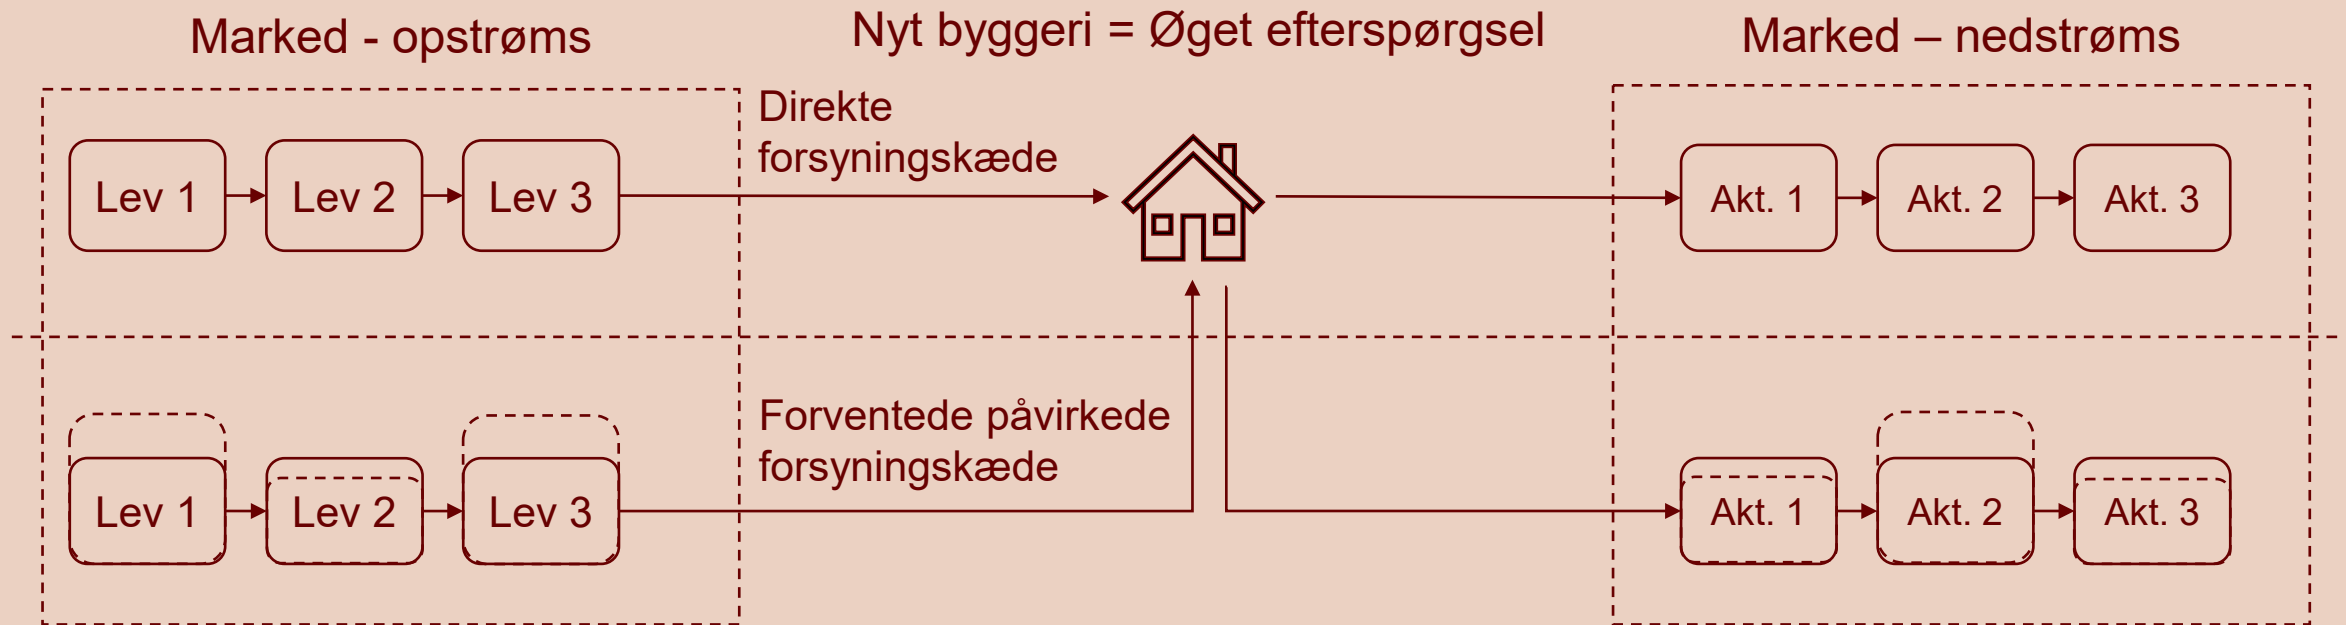 Marked - opstrøms
Nyt byggeri = Øget efterspørgsel
Marked – nedstrøms
Direkte
forsyningskæde
Lev 1
Lev 2
Lev 3
Akt. 1
Akt. 2
Akt. 3
Forventede påvirkede
forsyningskæde
Lev 1
Lev 2
Lev 3
Akt. 1
Akt. 2
Akt. 3